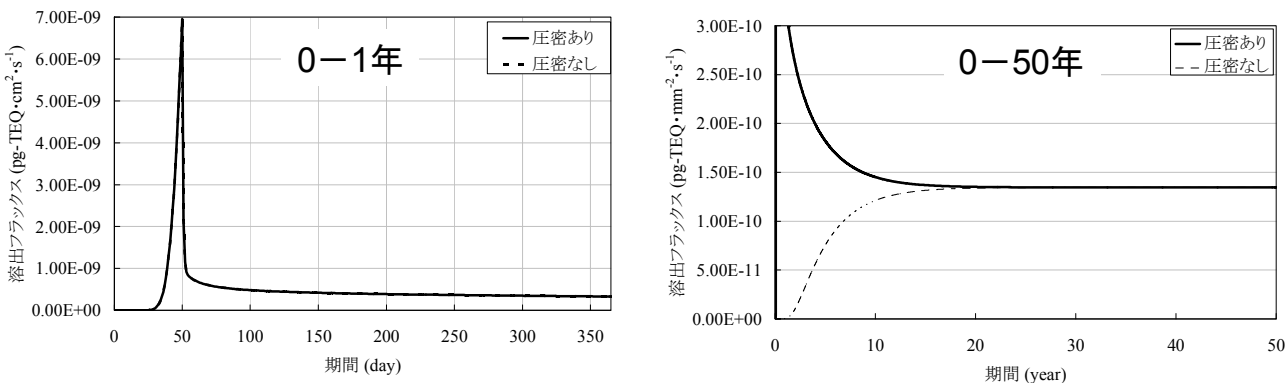 溶出フラックス (pg-TEQ・cm²・s⁻¹)
7.00E-09
6.00E-09
5.00E-09
4.00E-09
3.00E-09
2.00E-09
1.00E-09
0.00E+00
0－1年
圧密あり
圧密なし
0 50 100 150 200 250 300 350
期間 (day)
溶出フラックス (pg-TEQ・mm⁻²・s⁻¹)
3.00E-10
2.50E-10
2.00E-10
1.50E-10
1.00E-10
5.00E-11
0.00E+00
0－50年
圧密あり
圧密なし
0 10 20 30 40 50
期間 (year)